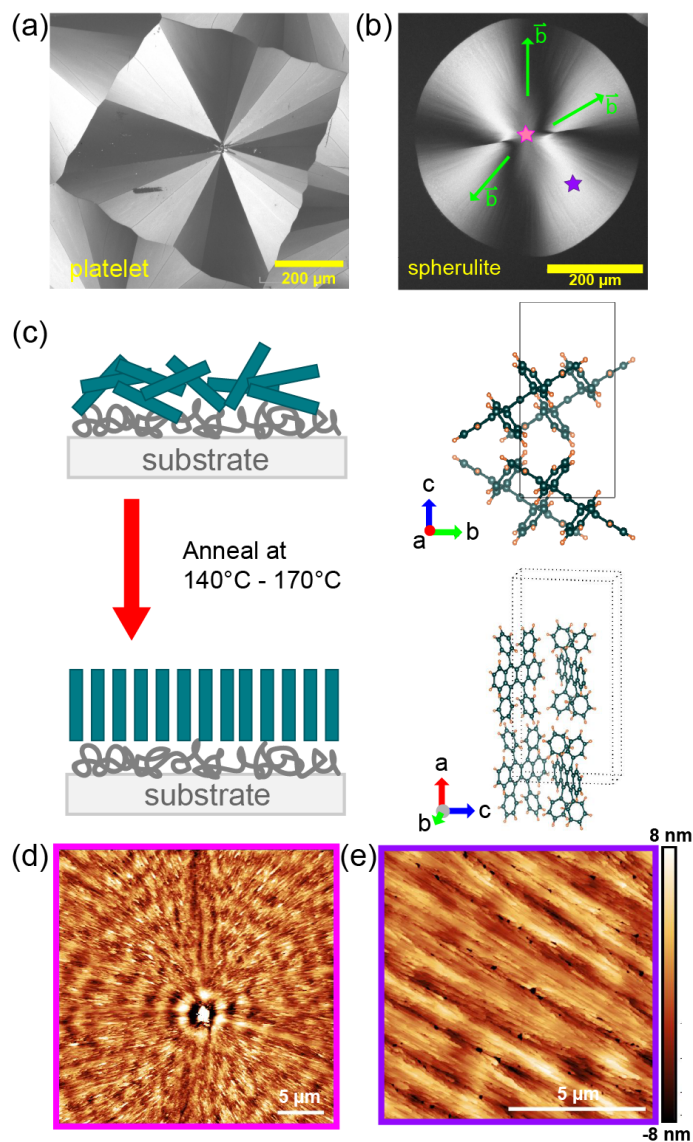 (a)
platelet
200 µm
(b)
b
b
b
spherulite
200 µm
(c)
substrate
Anneal at
140°C - 170°C
substrate
c
a
b
a
b
c
(d)
5 µm
(e)
5 µm
8 nm
-8 nm